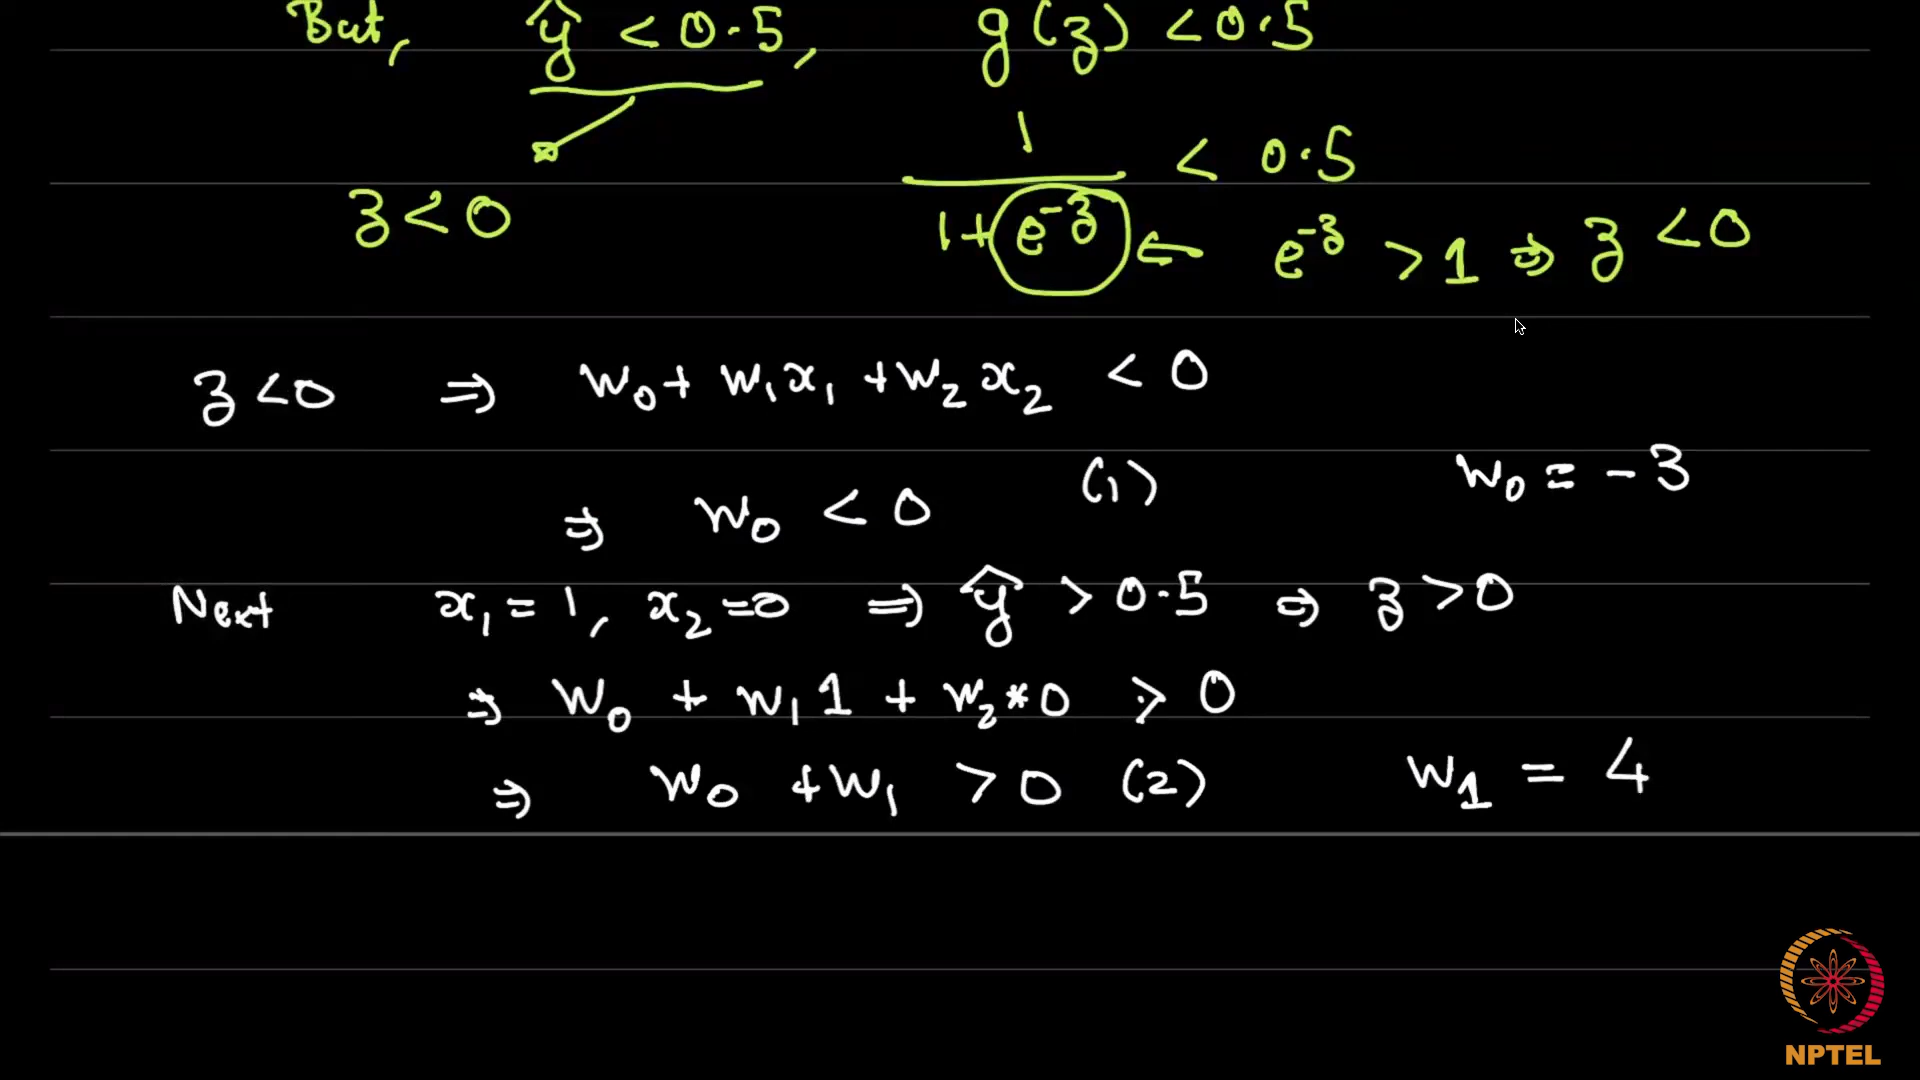 But, ŷ < 0.5, g(z) < 0.5
1 / (1 + e^{-z}) < 0.5
z < 0
← e^{-z} > 1 ⇒ z < 0
z < 0 ⇒ w₀ + w₁x₁ + w₂x₂ < 0
⇒ w₀ < 0 (1) w₀ = -3
Next x₁ = 1, x₂ = 0 ⇒ ŷ > 0.5 ⇒ z > 0
⇒ w₀ + w₁1 + w₂*0 > 0
⇒ w₀ + w₁ > 0 (2) w₁ = 4
NPTEL